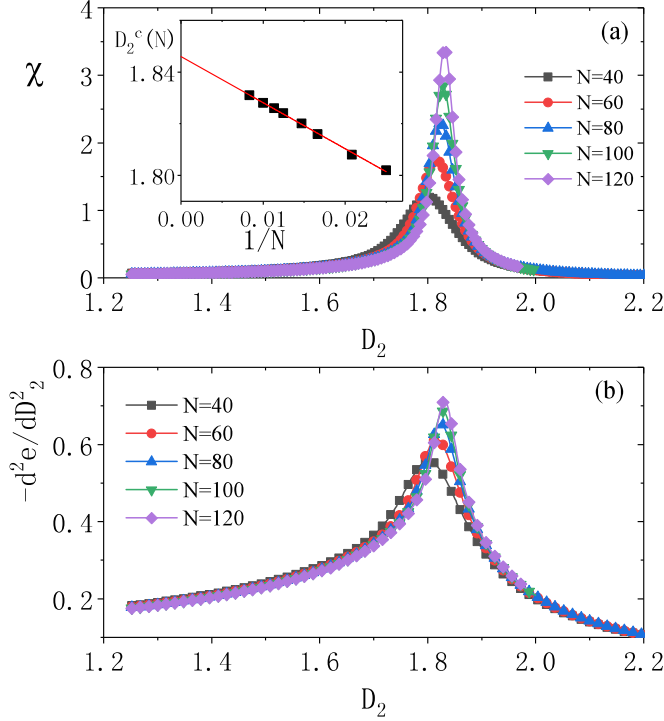 (a)
χ
4
3
2
1
0
1.2 1.4 1.6 1.8 2.0 2.2
D₂
N=40
N=60
N=80
N=100
N=120
D₂ᶜ(N)
1.84
1.80
0.00 0.01 0.02
1/N
(b)
-d²e/dD²₂
0.8
0.6
0.4
0.2
1.2 1.4 1.6 1.8 2.0 2.2
D₂
N=40
N=60
N=80
N=100
N=120